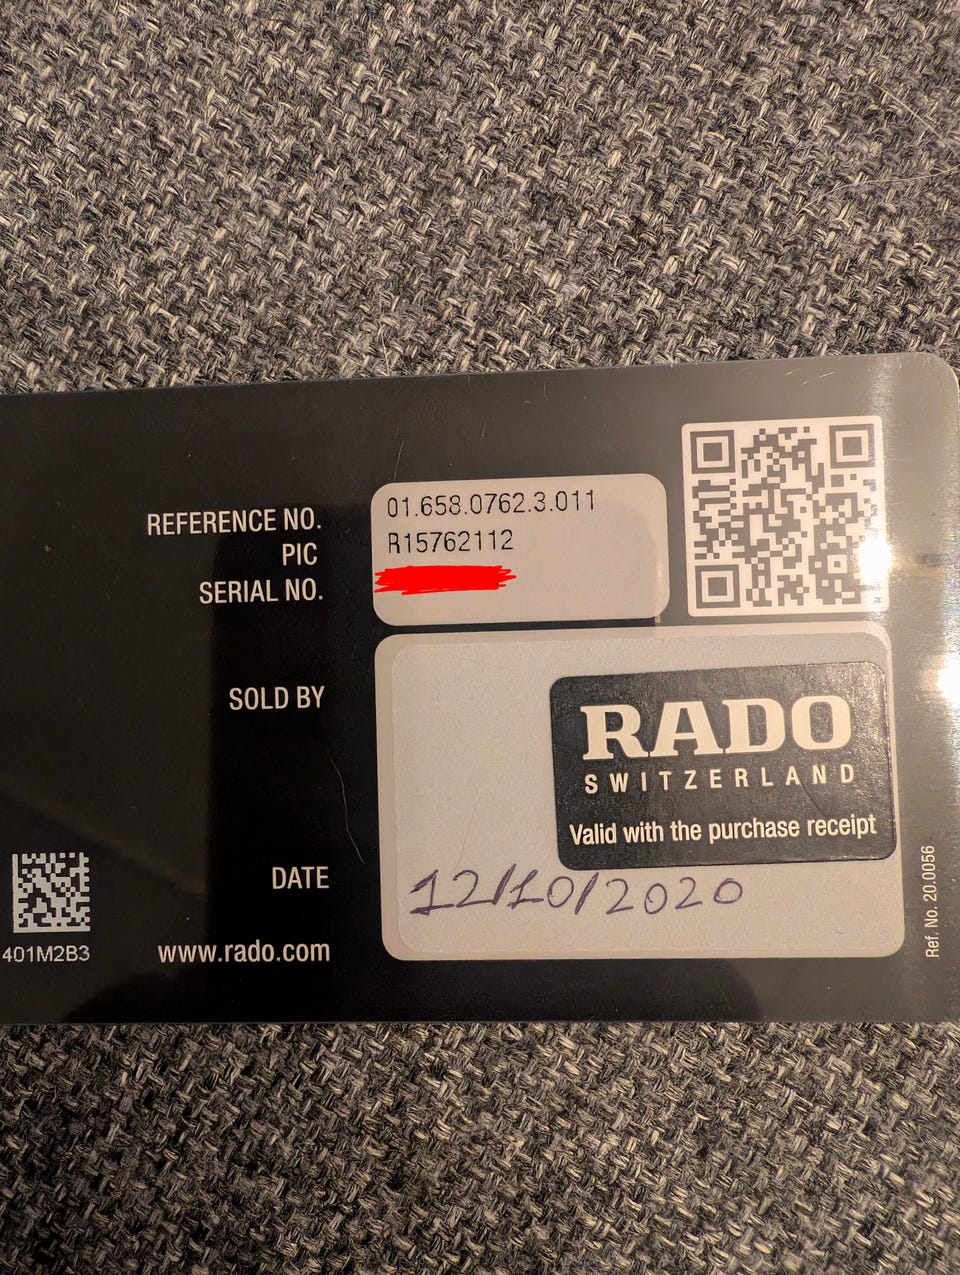 REFERENCE NO. 01.658.0762.3.011
PIC R15762112
SERIAL NO.
SOLD BY
RADO
SWITZERLAND
Valid with the purchase receipt
DATE 12/10/2020
401M2B3
www.rado.com
Ref. No. 20.0056